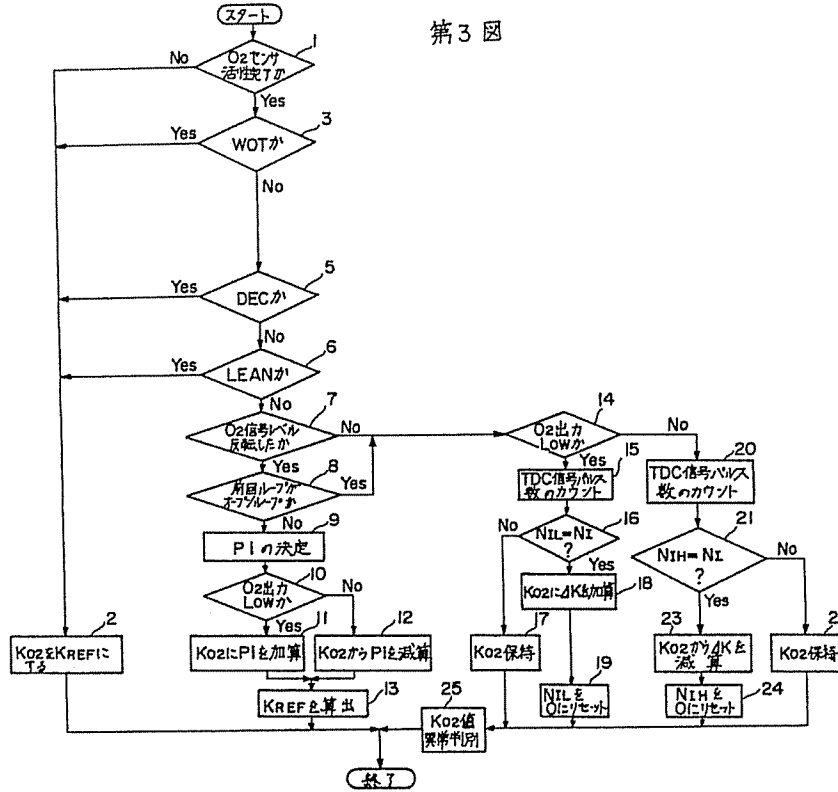 スタート
第3図
1
O2センサ
活性完了か
No
Yes
3
WOTか
Yes
No
5
DECか
Yes
No
6
LEANか
Yes
No
7
O2信号レベル
反転したか
No
Yes
8
前回ループが
オープンループか
Yes
No
9
PIの決定
10
O2出力
LOWか
No
Yes
11
KO2にPIを加算
12
KO2からPIを減算
13
KREFを算出
2
KO2をKREFに
する
14
O2出力
LOWか
No
Yes
15
TDC信号パルス
数のカウント
16
NIL=NI
?
No
Yes
17
KO2保持
18
KO2にΔKを加算
19
NILを
0にリセット
20
TDC信号パルス
数のカウント
21
NIH=NI
?
No
Yes
2
KO2保持
23
KO2からΔKを
減算
24
NIHを
0にリセット
25
KO2値
異常判別
終了